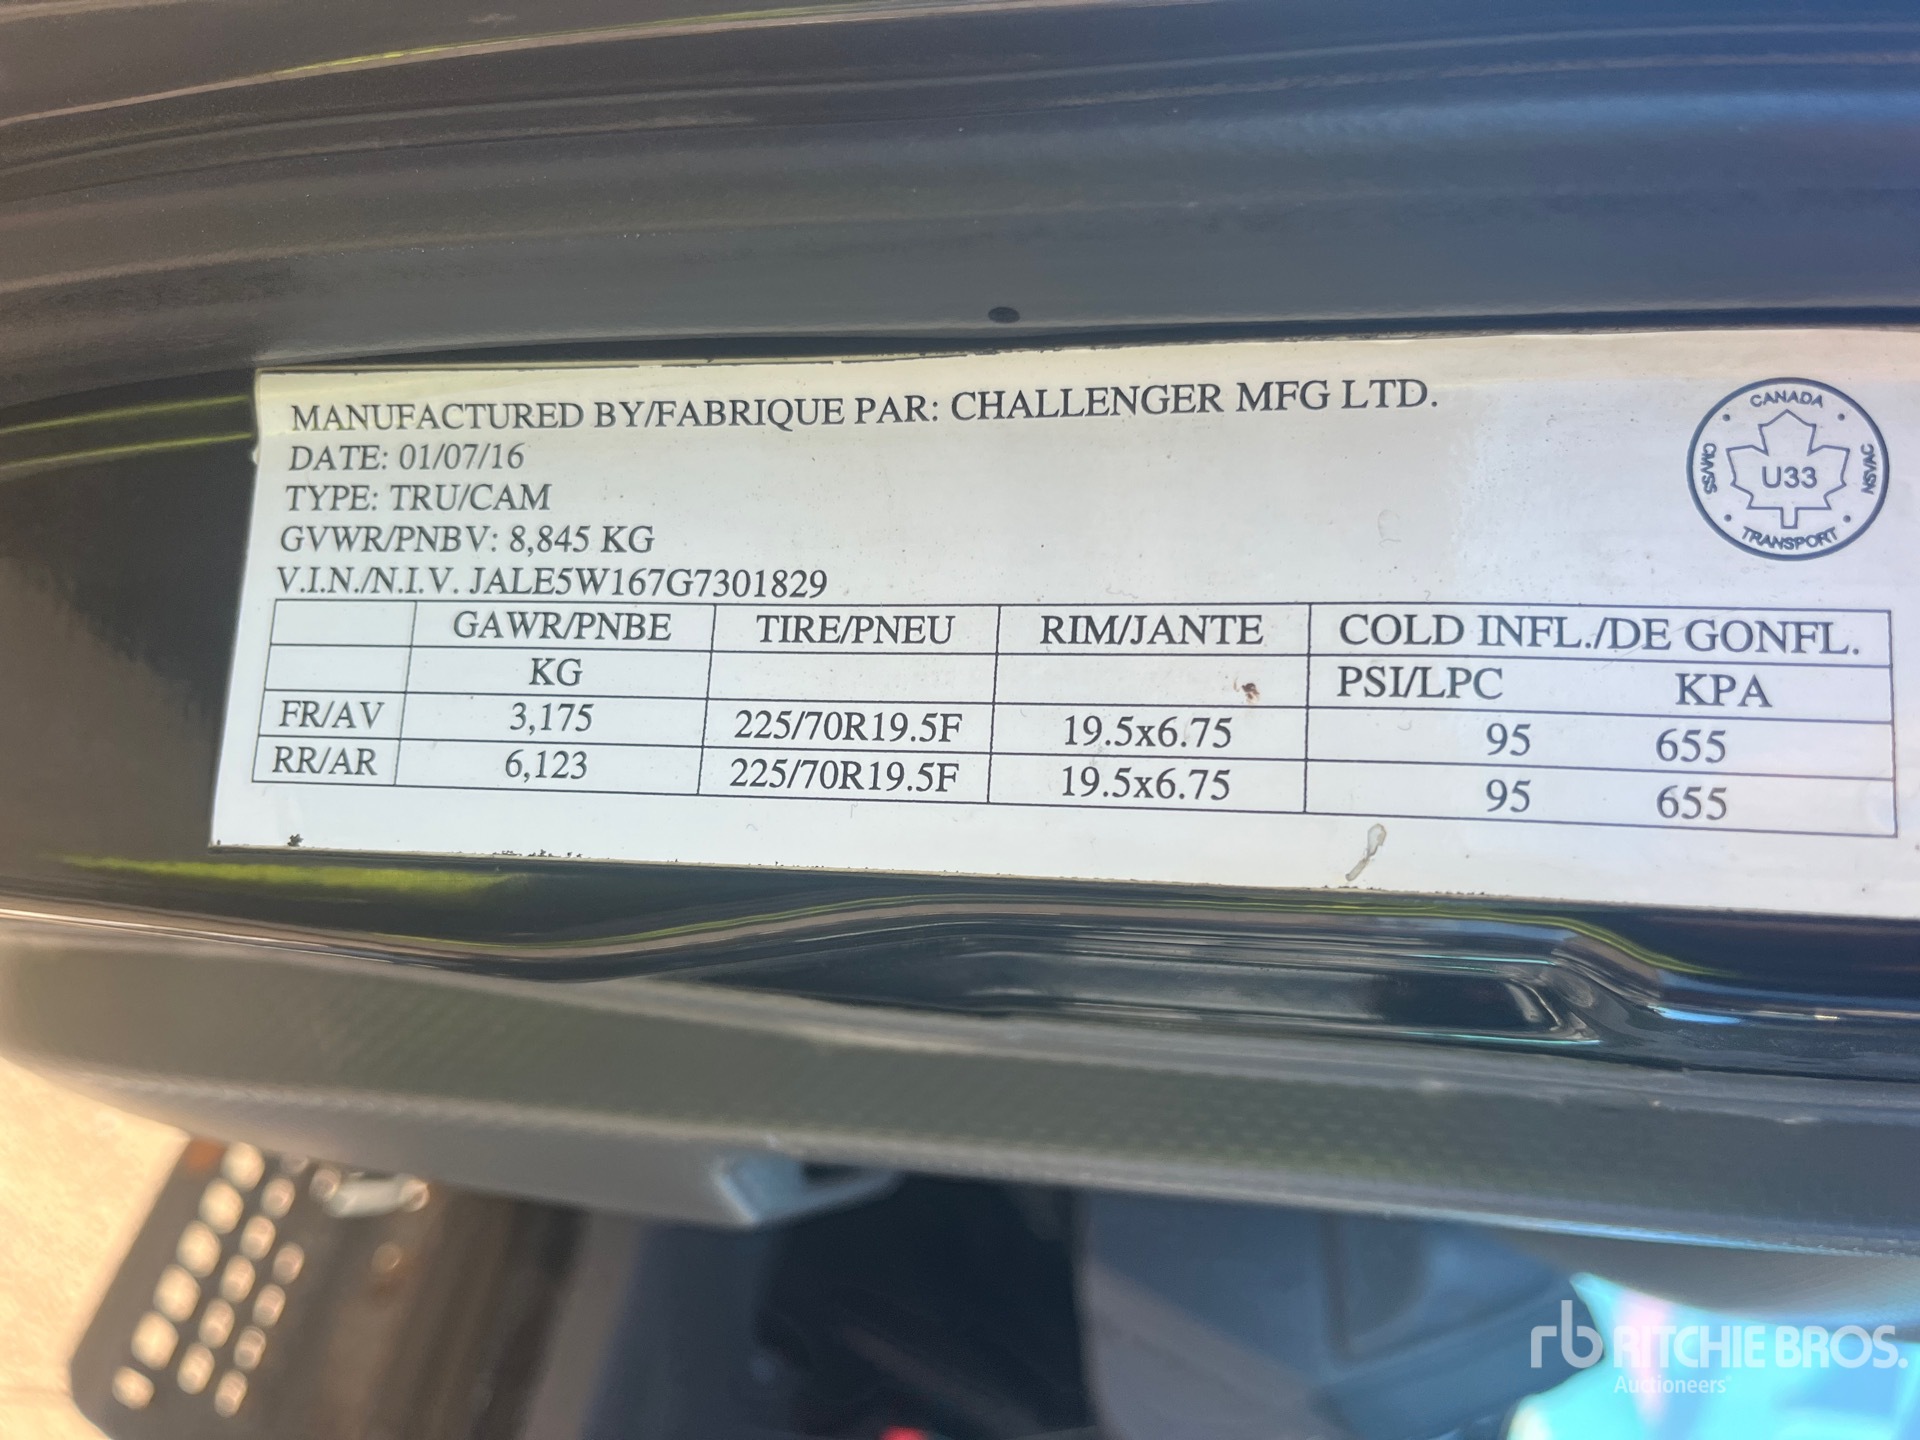 MANUFACTURED BY/FABRIQUE PAR: CHALLENGER MFG LTD.
DATE: 01/07/16
TYPE: TRU/CAM
GVWR/PNBV: 8,845 KG
V.I.N./N.I.V. JALE5W167G7301829
CANADA
CMVSS
U33
NSVAC
TRANSPORT
GAWR/PNBE TIRE/PNEU RIM/JANTE COLD INFL./DE GONFL.
KG PSI/LPC KPA
FR/AV 3,175 225/70R19.5F 19.5x6.75 95 655
RR/AR 6,123 225/70R19.5F 19.5x6.75 95 655
rb RITCHIE BROS.
Auctioneers